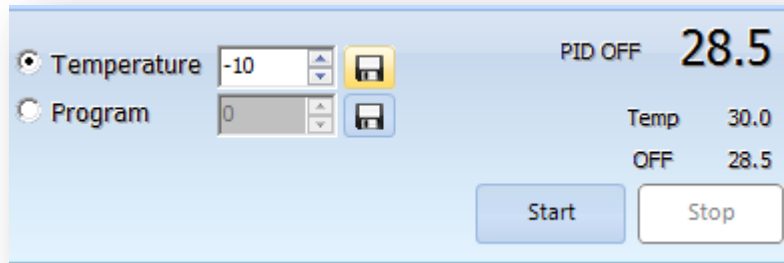 Temperature -10 PID OFF 28.5
Program 0
Temp 30.0
OFF 28.5
Start Stop